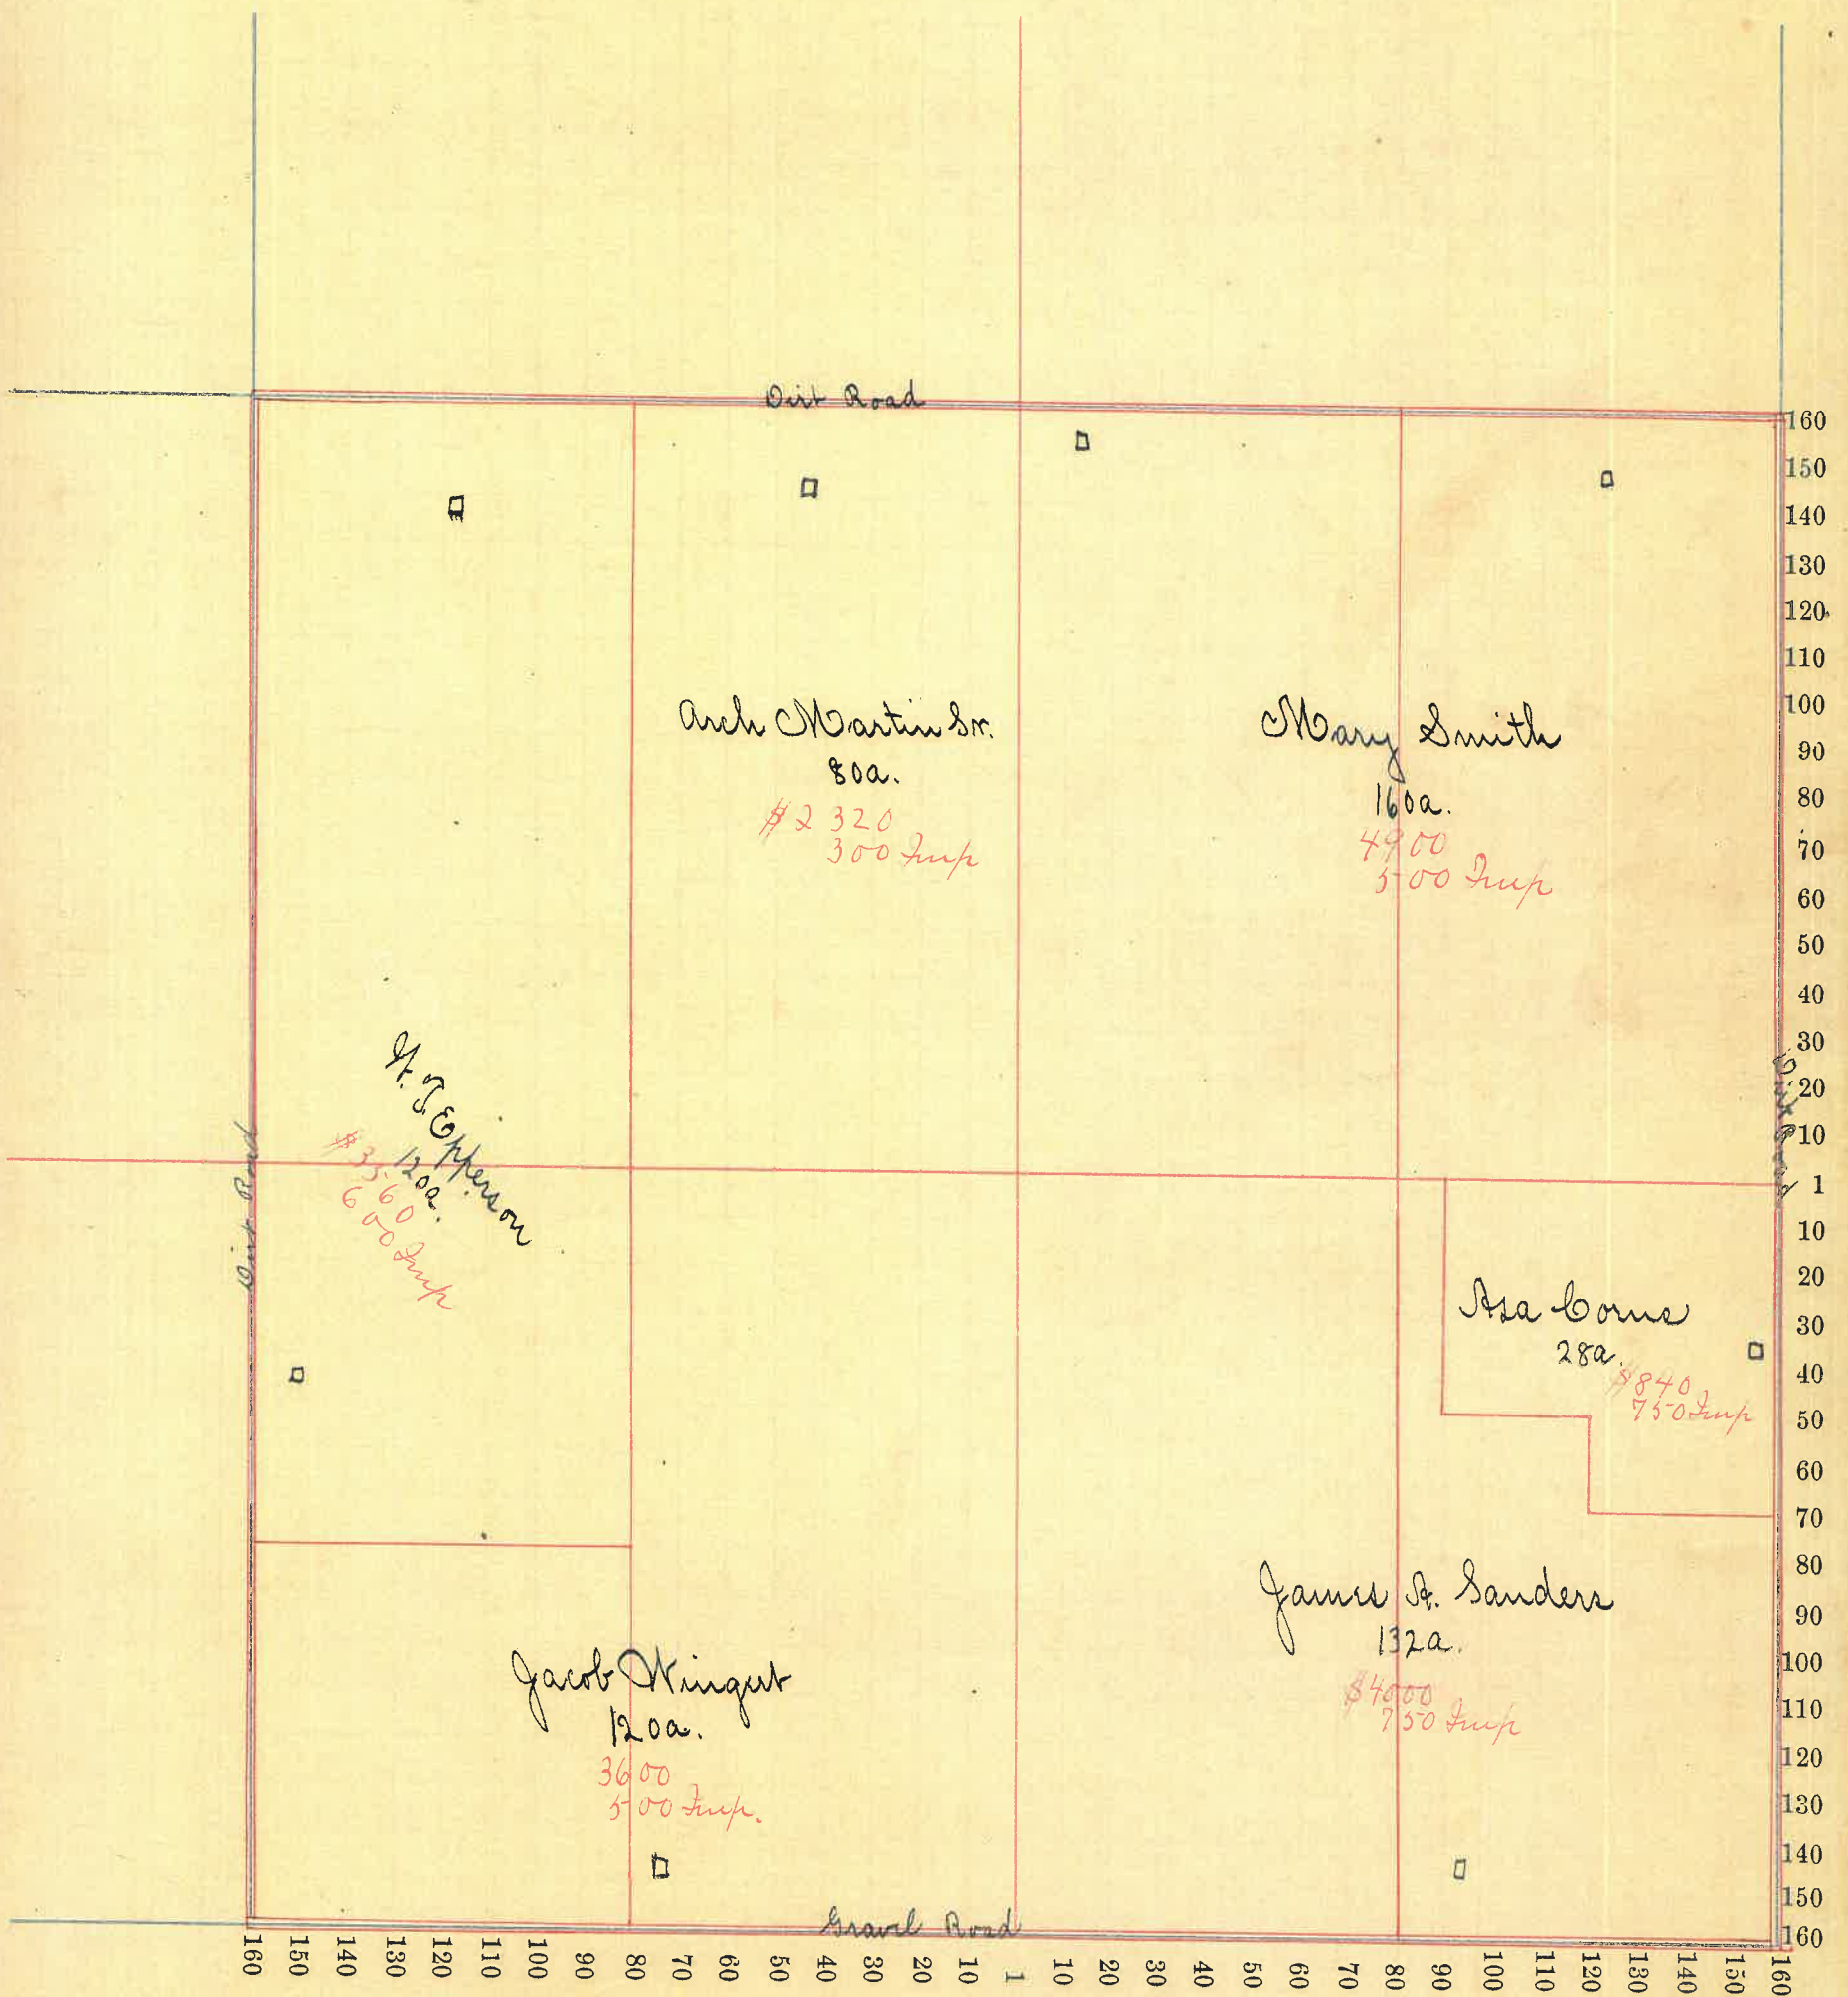 Dirt Road
Arch Martin Sr.
80a.
$2 320
300 Imp
Mary Smith
160a.
4900
500 Imp
120a.
$3560
600 Imp
Epperson
Dirt Road
Dirt Road
Asa Corns
28a.
$840
750 Imp
James A. Sanders
132a.
$4000
750 Imp
Jacob Wingert
120a.
3600
500 Imp.
Gravel Road
160
150
140
130
120
110
100
90
80
70
60
50
40
30
20
10
1
10
20
30
40
50
60
70
80
90
100
110
120
130
140
150
160
160 150 140 130 120 110 100 90 80 70 60 50 40 30 20 10 1 10 20 30 40 50 60 70 80 90 100 110 120 130 140 150 160